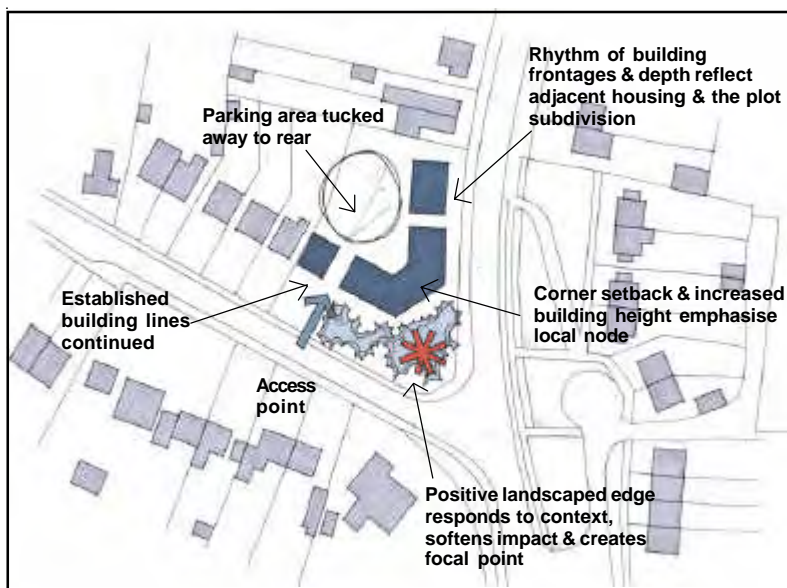 Rhythm of building
frontages & depth reflect
adjacent housing & the plot
subdivision
Parking area tucked
away to rear
Established
building lines
continued
Corner setback & increased
building height emphasise
local node
Access
point
Positive landscaped edge
responds to context,
softens impact & creates
focal point